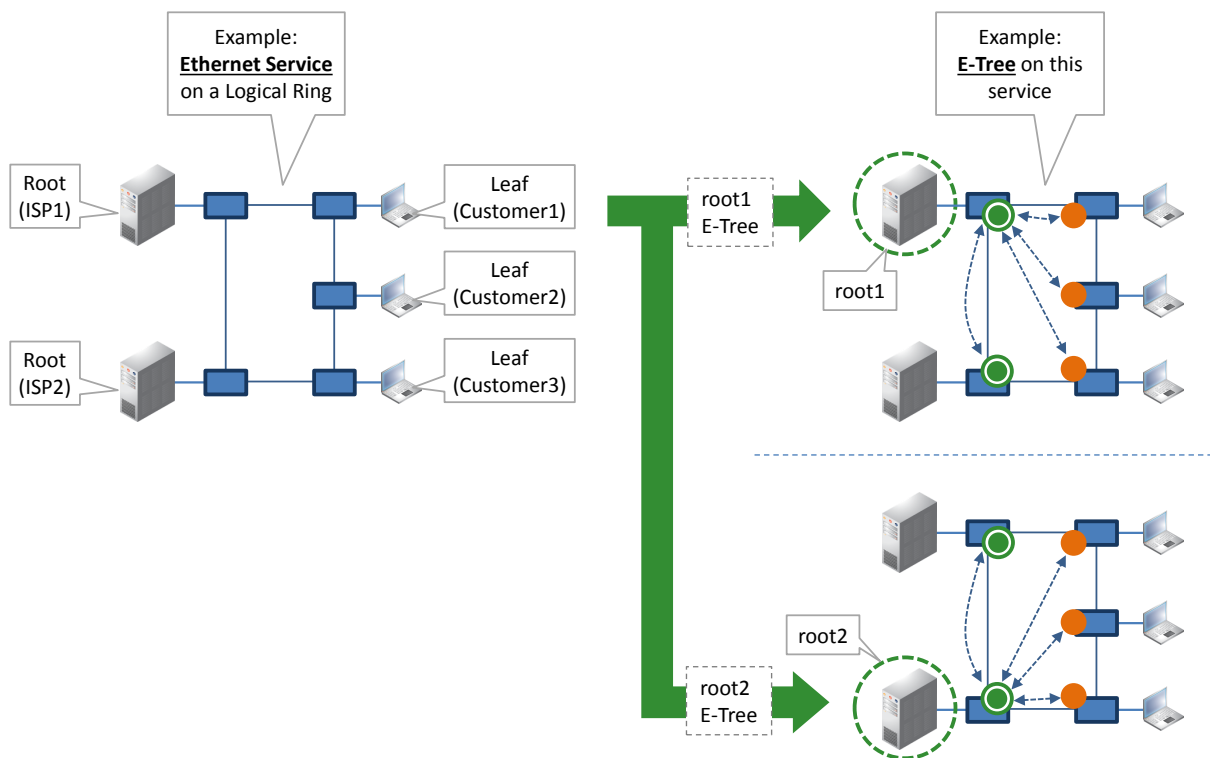 Example:
Ethernet Service
on a Logical Ring
Example:
E-Tree on this
service
Root
(ISP1)
Leaf
(Customer1)
root1
E-Tree
root1
Leaf
(Customer2)
Root
(ISP2)
Leaf
(Customer3)
root2
root2
E-Tree